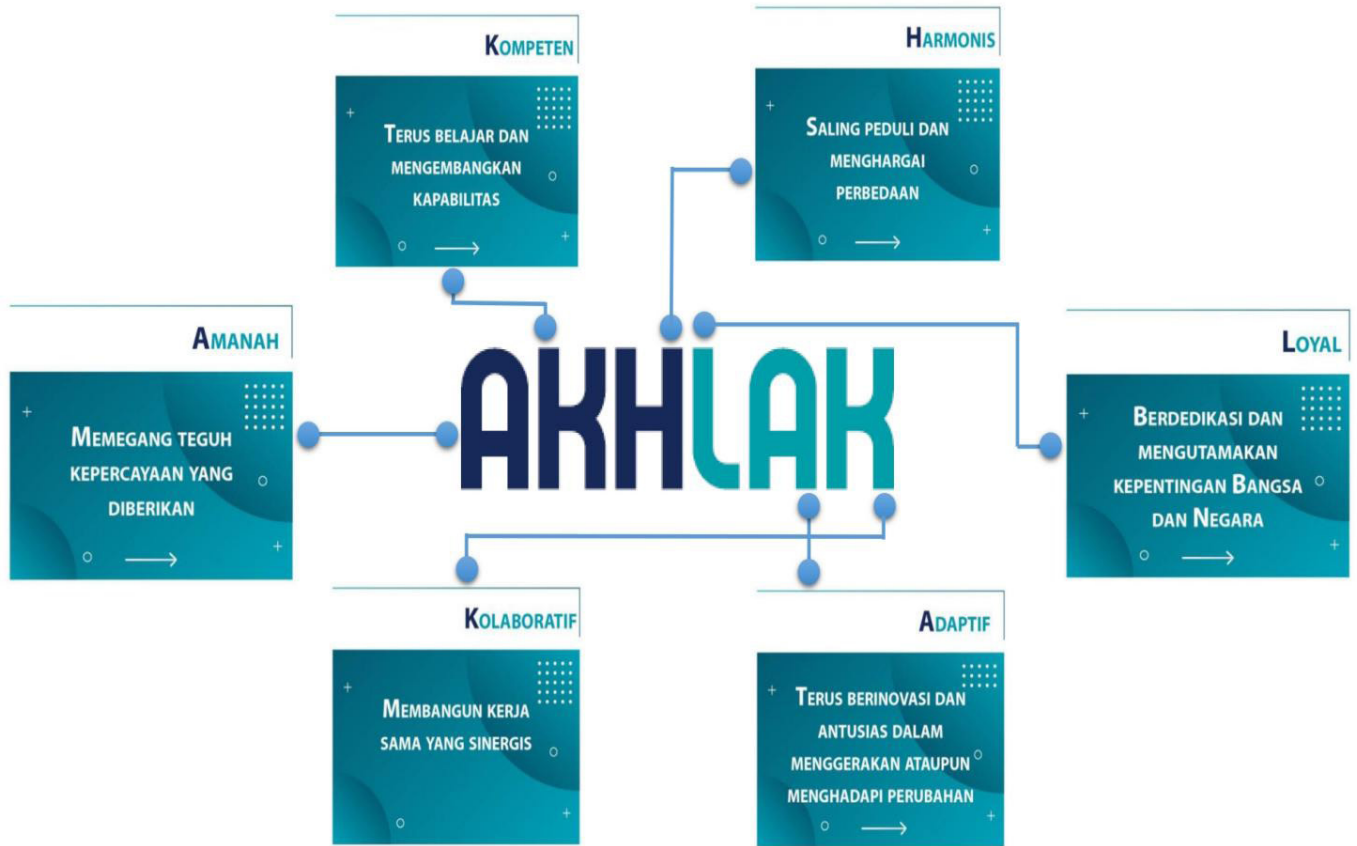 KOMPETEN
TERUS BELAJAR DAN
MENGEMBANGKAN
KAPABILITAS
HARMONIS
SALING PEDULI DAN
MENGHARGAI
PERBEDAAN
AMANAH
MEMEGANG TEGUH
KEPERCAYAAN YANG
DIBERIKAN
AKHLAK
LOYAL
BERDEDIKASI DAN
MENGUTAMAKAN
KEPENTINGAN BANGSA
DAN NEGARA
KOLABORATIF
MEMBANGUN KERJA
SAMA YANG SINERGIS
ADAPTIF
TERUS BERINOVASI DAN
ANTUSIAS DALAM
MENGGERAKAN ATAUPUN
MENGHADAPI PERUBAHAN